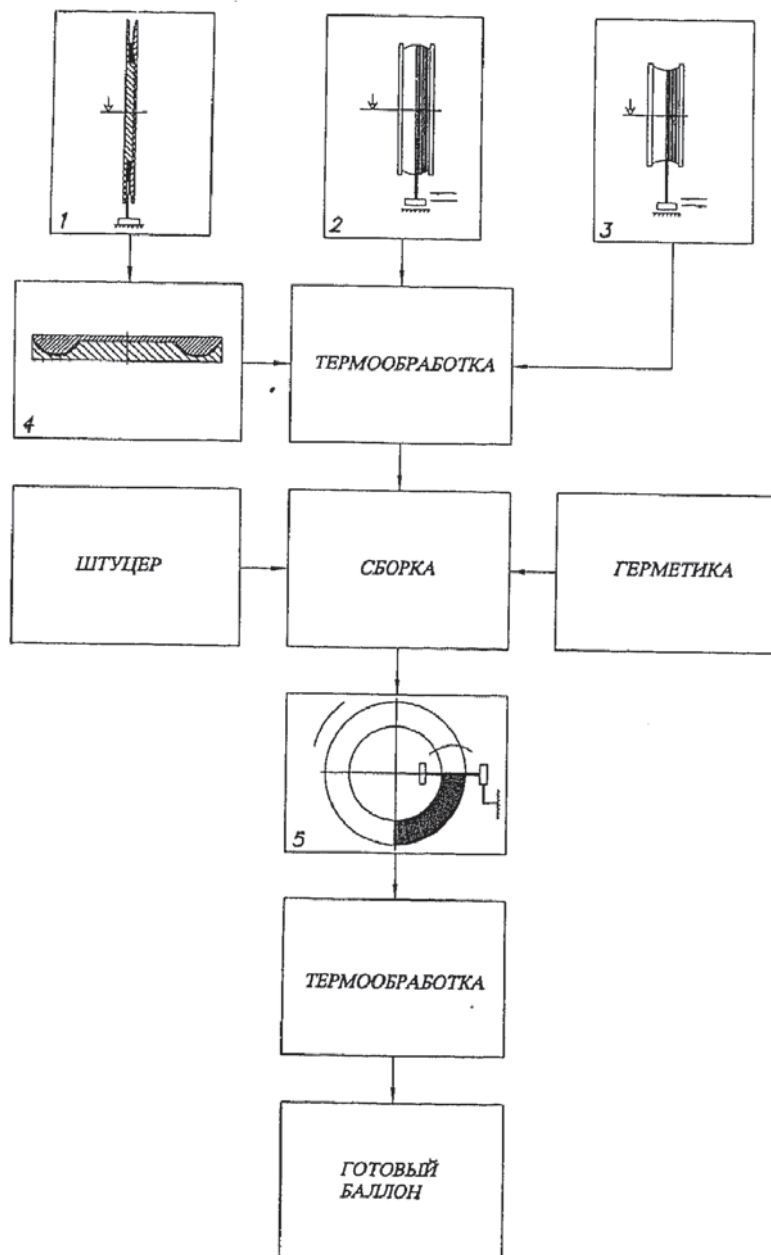 1
2
3
4
ТЕРМООБРАБОТКА
ШТУЦЕР
СБОРКА
ГЕРМЕТИКА
5
ТЕРМООБРАБОТКА
ГОТОВЫЙ
БАЛЛОН